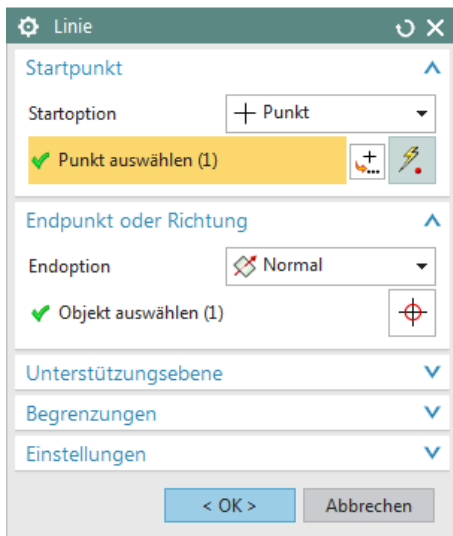 Linie
Startpunkt
Startoption
Punkt
Punkt auswählen (1)
Endpunkt oder Richtung
Endoption
Normal
Objekt auswählen (1)
Unterstützungsebene
Begrenzungen
Einstellungen
< OK >
Abbrechen